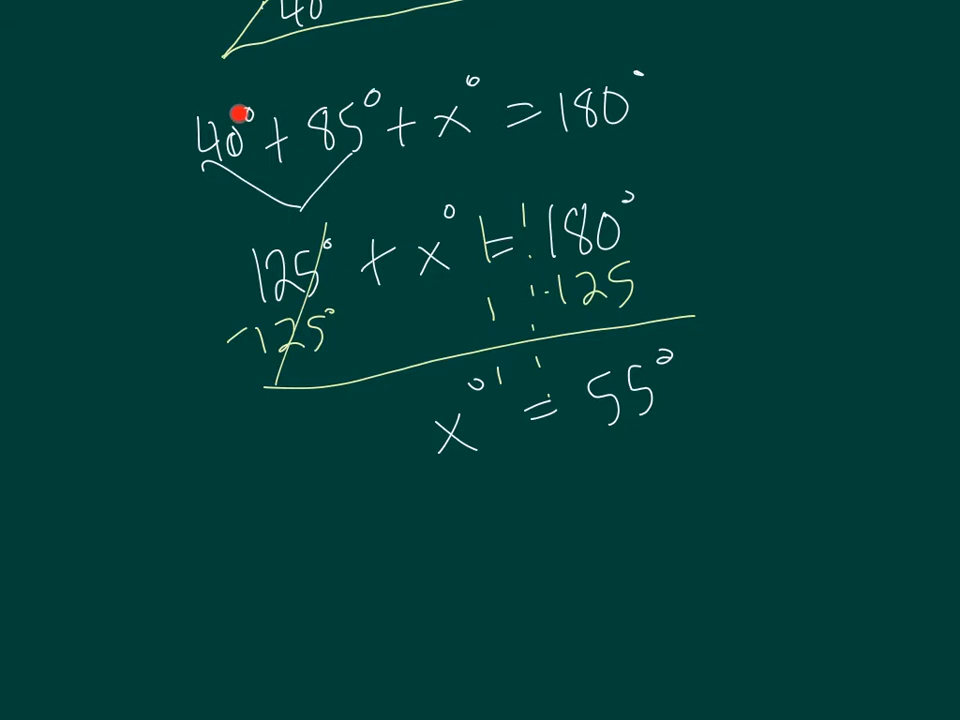 40
40° + 85° + x° = 180°
125° + x° = 180°
-125° -125
x° = 55°